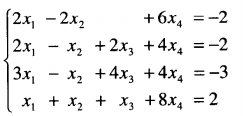 2x₁ − 2x₂ + 6x₄ = −2
2x₁ − x₂ + 2x₃ + 4x₄ = −2
3x₁ − x₂ + 4x₃ + 4x₄ = −3
x₁ + x₂ + x₃ + 8x₄ = 2